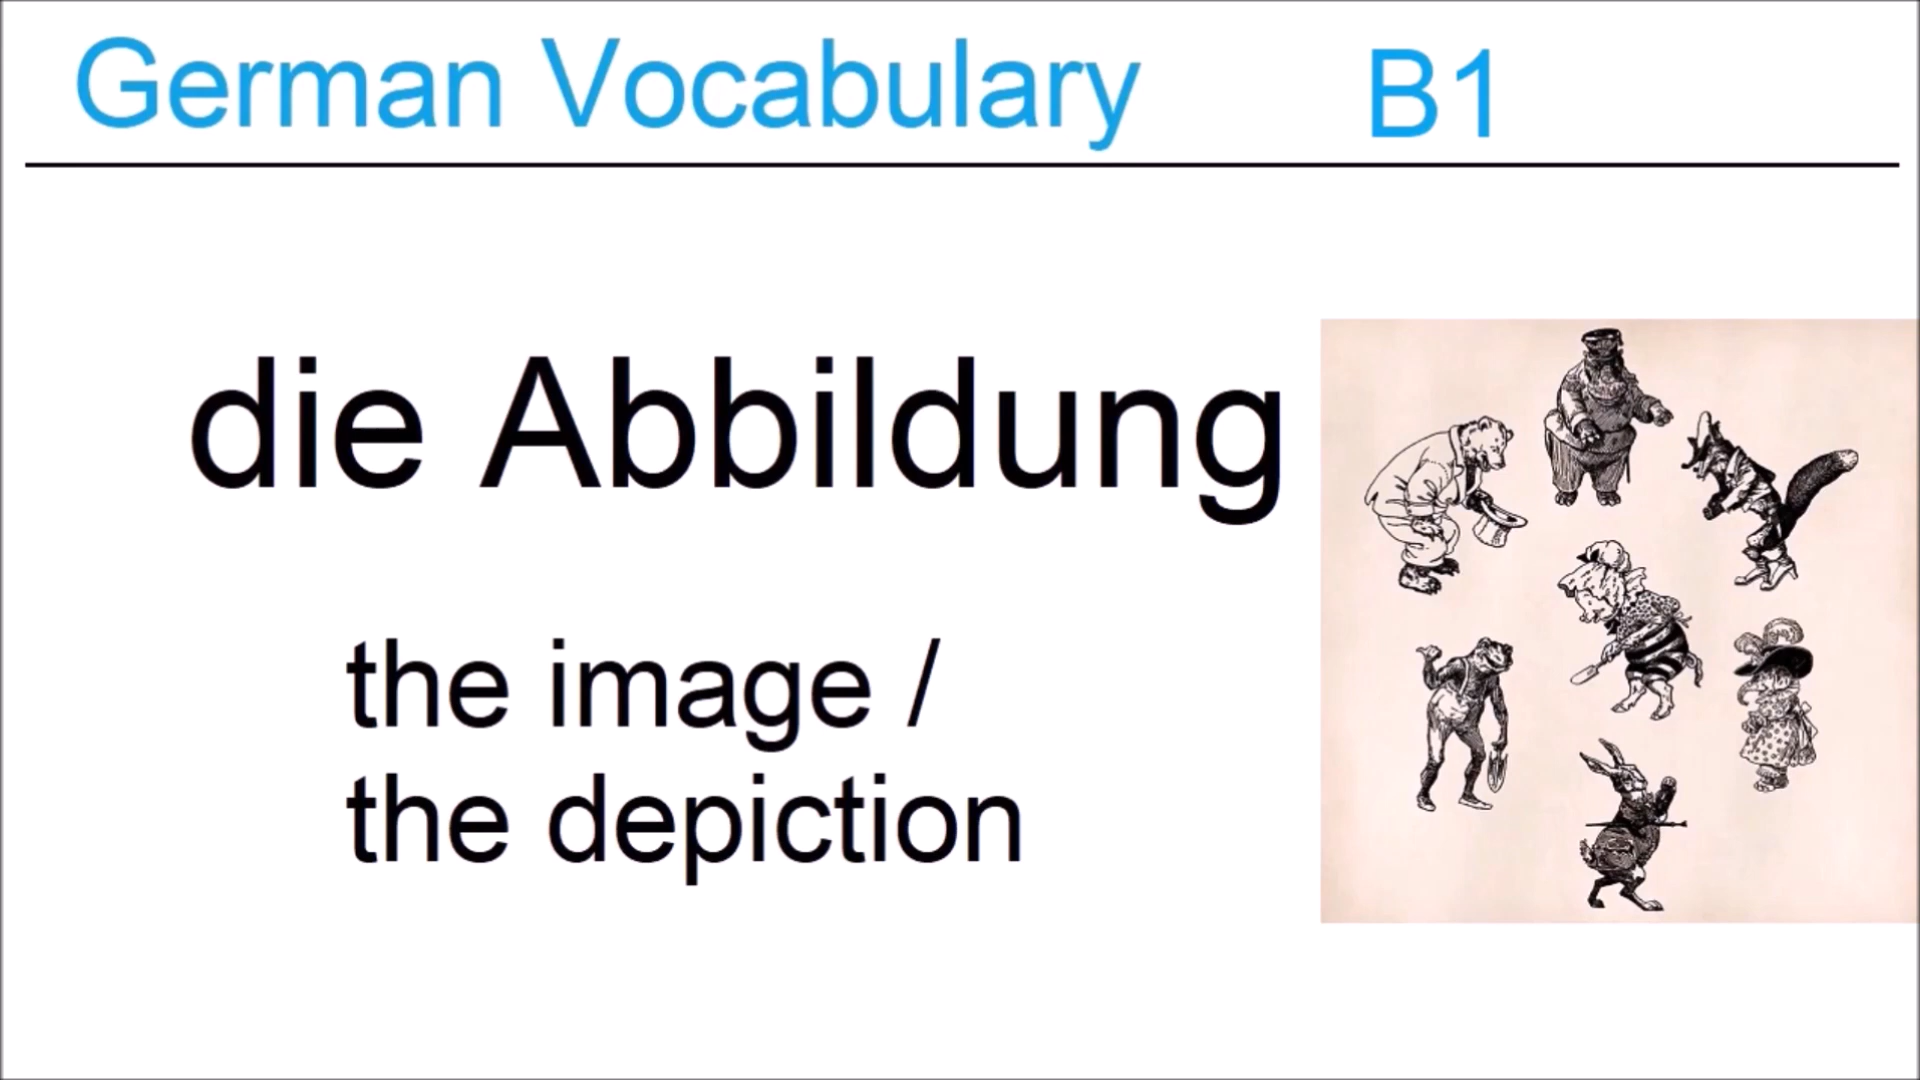 German Vocabulary B1
die Abbildung
the image /
the depiction